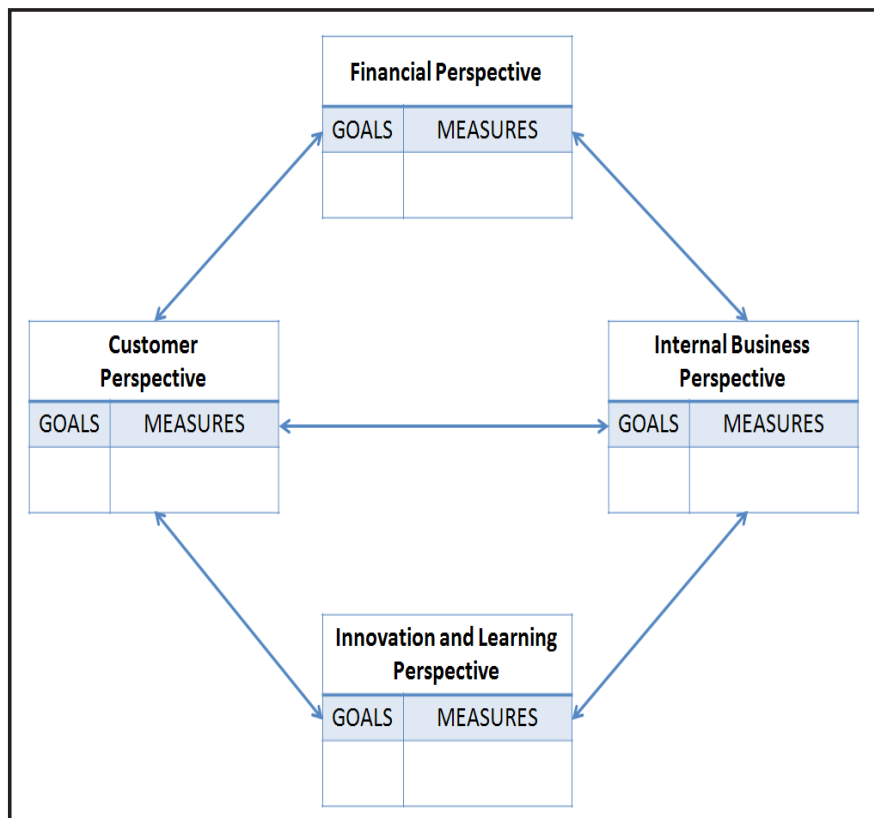 Financial Perspective
GOALS MEASURES
Customer
Perspective
GOALS MEASURES
Internal Business
Perspective
GOALS MEASURES
Innovation and Learning
Perspective
GOALS MEASURES